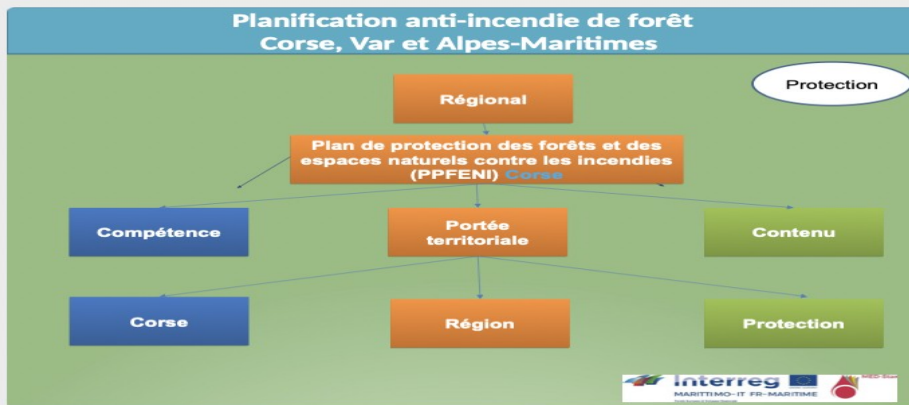 Planification anti-incendie de forêt
Corse, Var et Alpes-Maritimes
Protection
Régional
Plan de protection des forêts et des
espaces naturels contre les incendies
(PPFENI) Corse
Compétence
Portée
territoriale
Contenu
Corse
Région
Protection
Interreg
MARITTIMO-IT FR-MARITIME